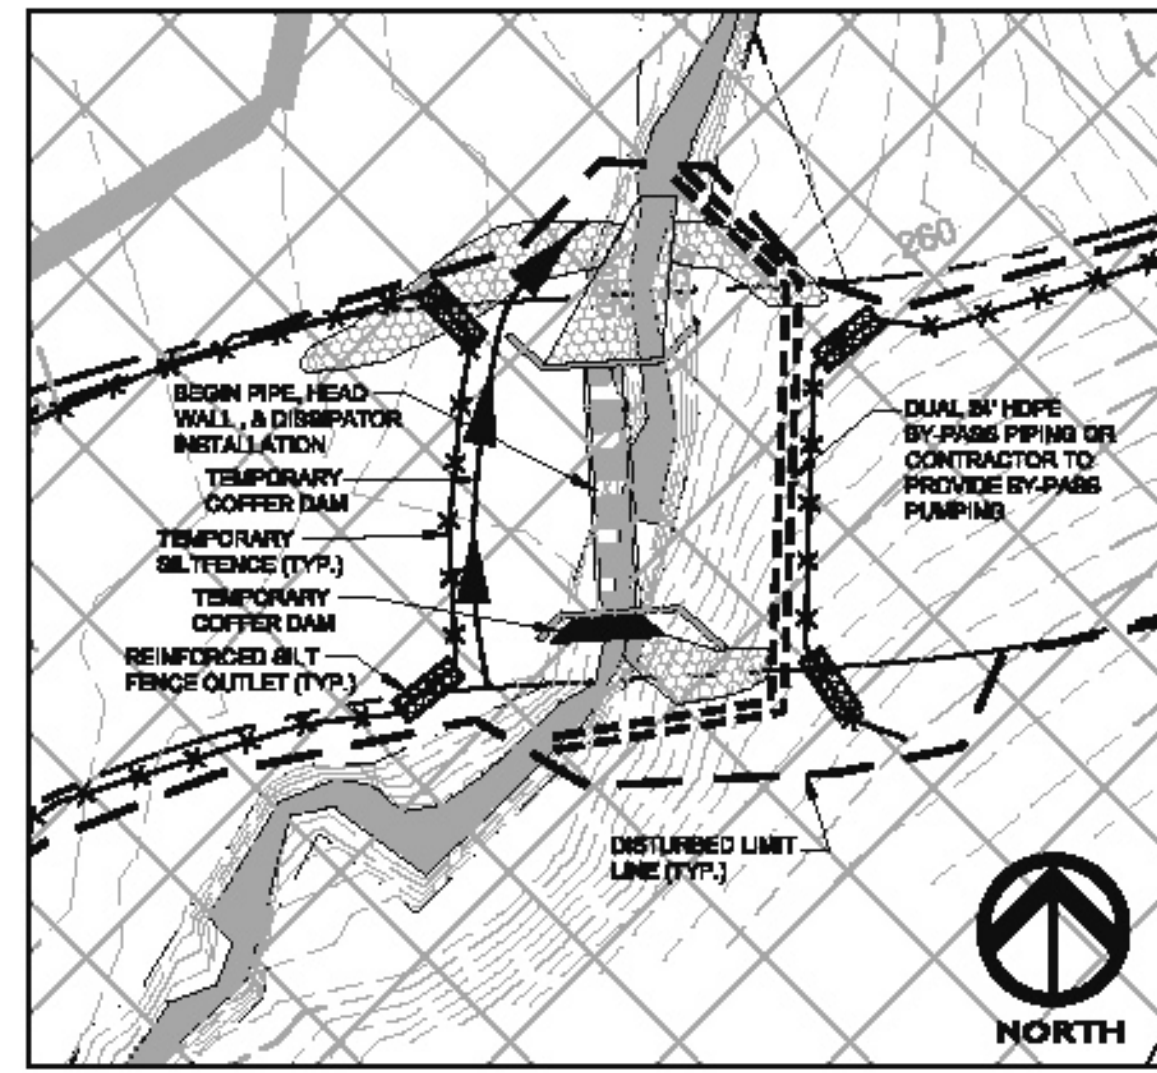 260
BEGIN PIPE, HEAD
WALL, & DISSIPATOR
INSTALLATION
TEMPORARY
COFFER DAM
TEMPORARY
SILTFENCE (TYP.)
TEMPORARY
COFFER DAM
REINFORCED SILT
FENCE OUTLET (TYP.)
DUAL 24" HDPE
BY-PASS PIPING OR
CONTRACTOR TO
PROVIDE BY-PASS
PUMPING
DISTURBED LIMIT
LINE (TYP.)
NORTH